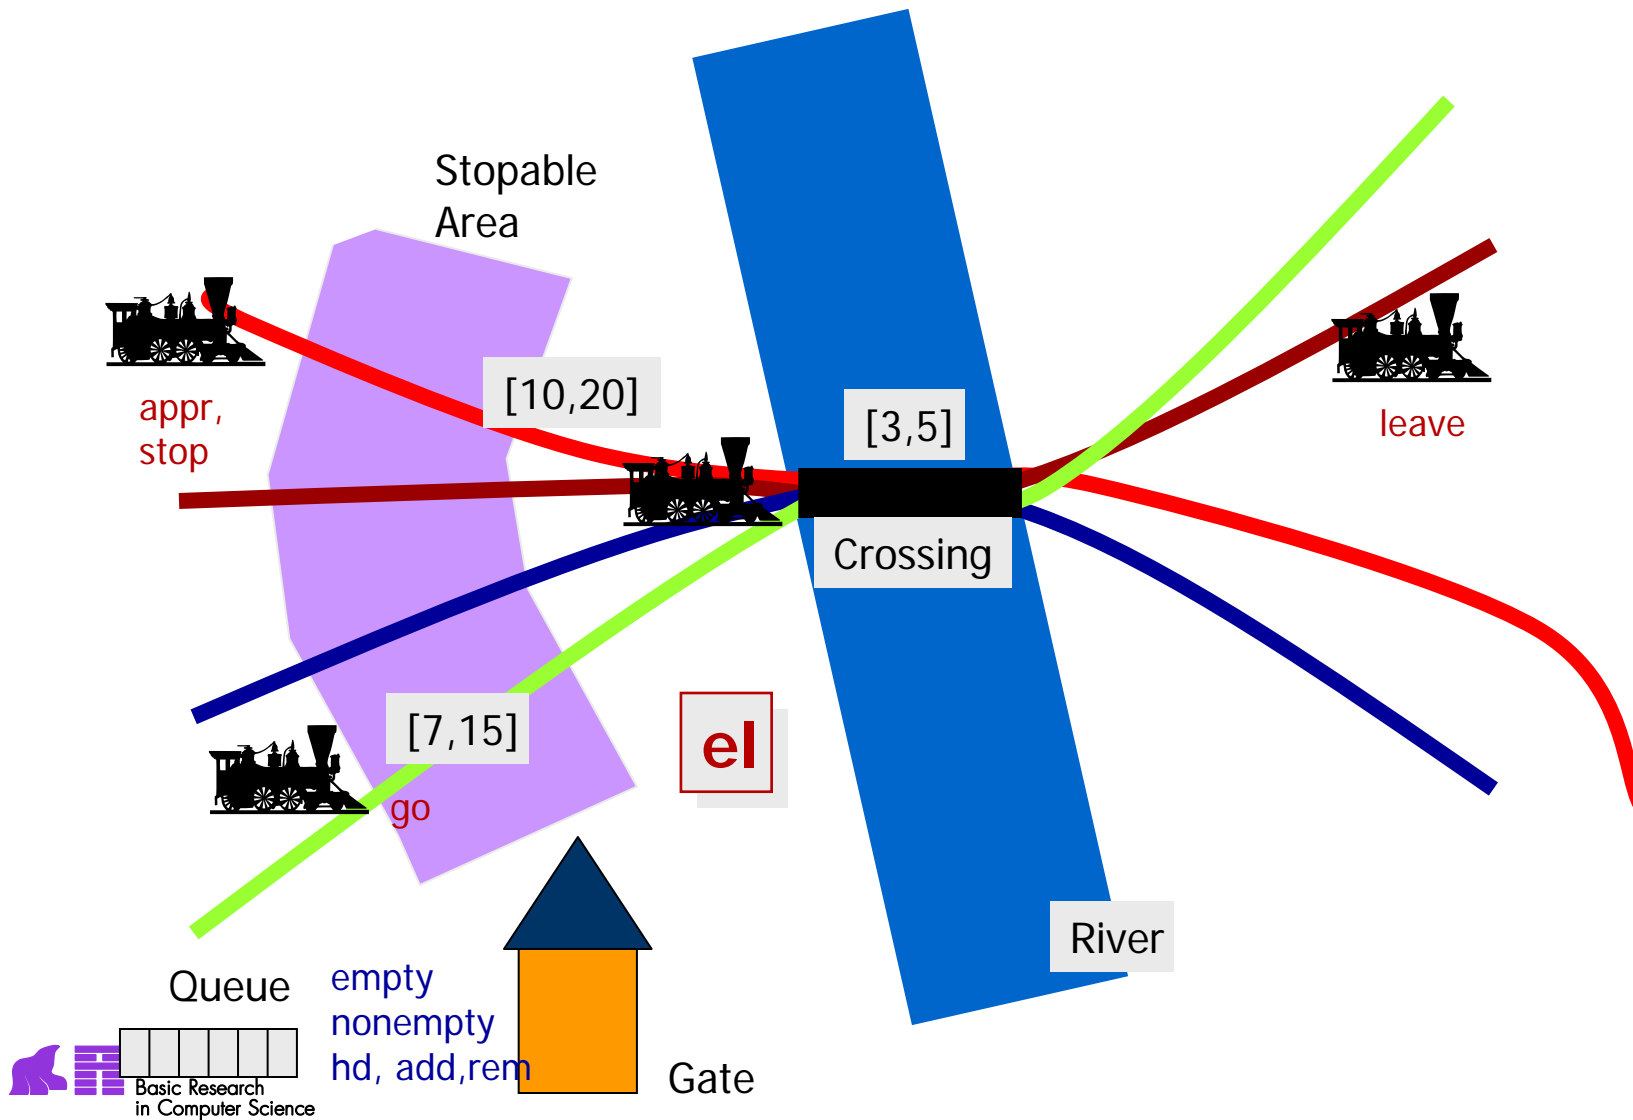 Stopable
Area
[10,20]
appr,
stop
[3,5]
leave
Crossing
[7,15]
el
go
River
Queue
empty
nonempty
hd, add,rem
Gate
Basic Research
in Computer Science